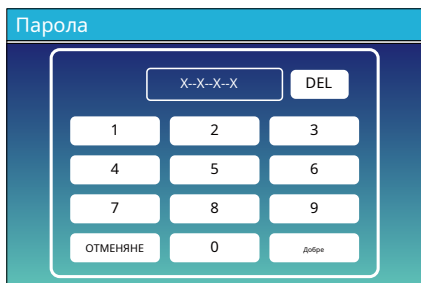 Парола
X--X--X--X DEL
1 2 3
4 5 6
7 8 9
ОТМЕНЯНЕ 0 Добре